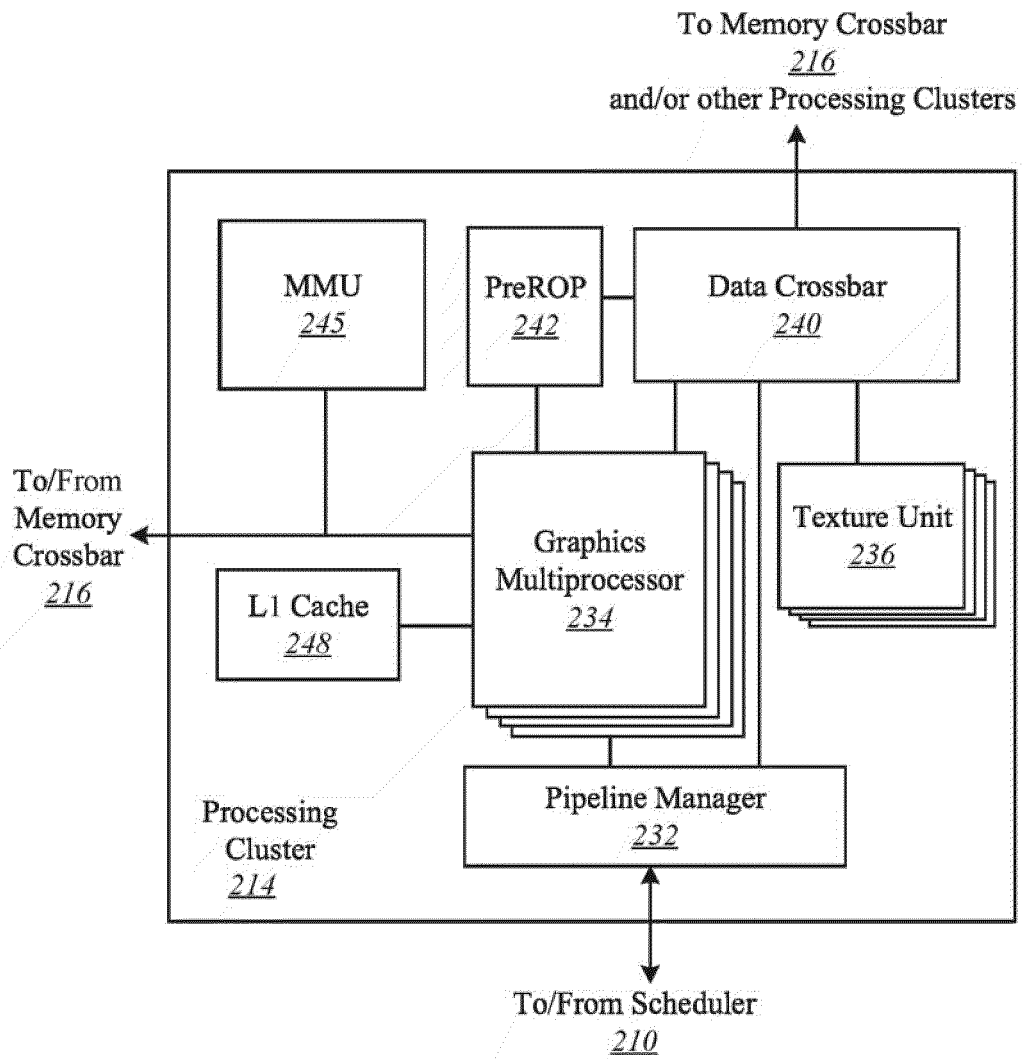 To Memory Crossbar
216
and/or other Processing Clusters
MMU
245
PreROP
242
Data Crossbar
240
To/From
Memory
Crossbar
216
Graphics
Multiprocessor
234
Texture Unit
236
L1 Cache
248
Pipeline Manager
232
Processing
Cluster
214
To/From Scheduler
210